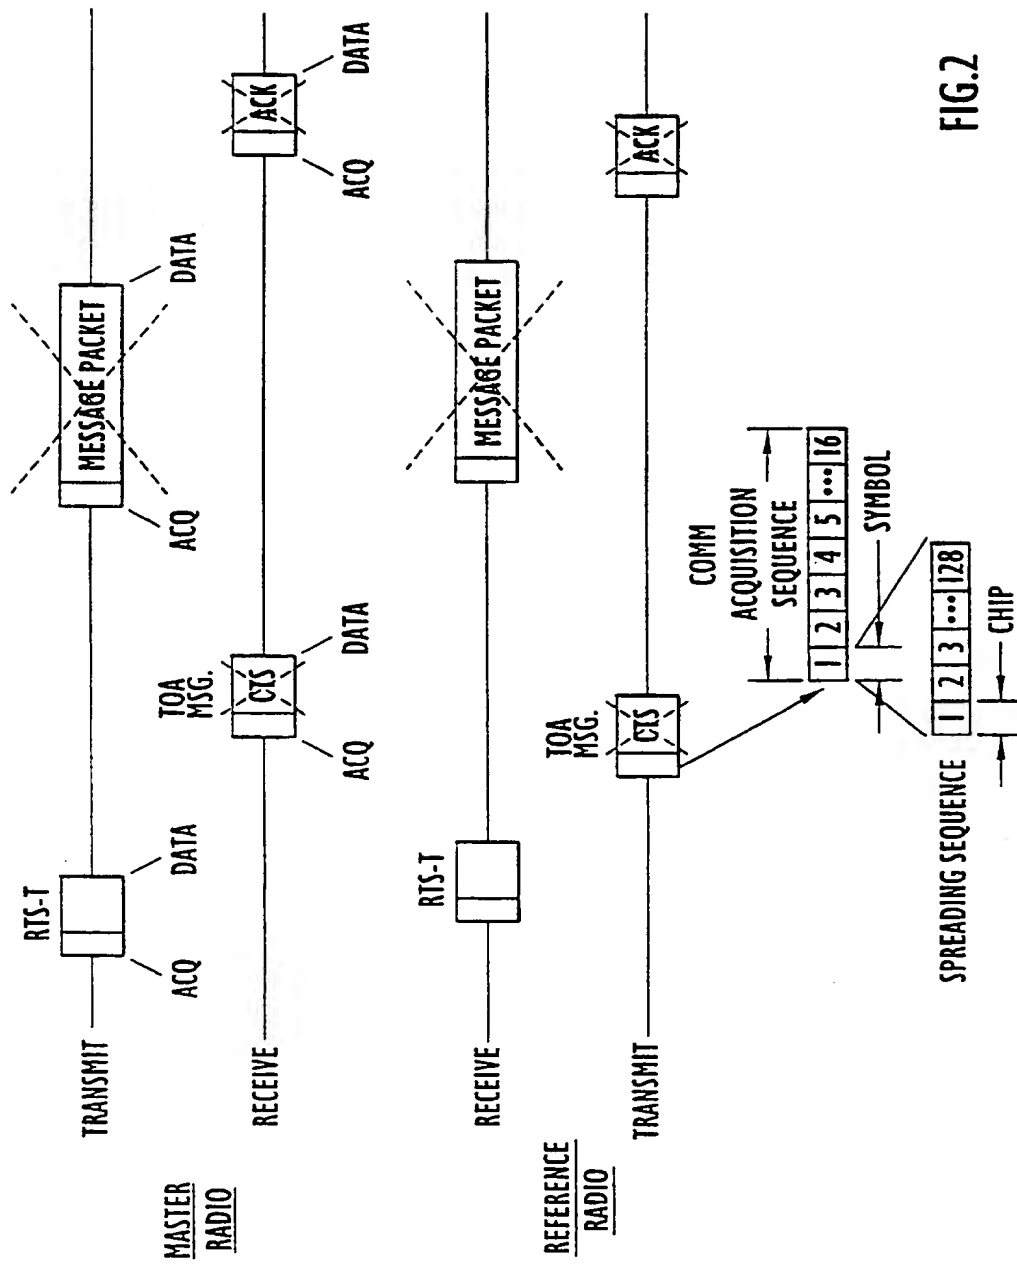 MASTER
RADIO
TRANSMIT
RTS-T
ACQ
DATA
MESSAGE PACKET
ACQ
DATA
RECEIVE
TOA
MSG.
CTS
ACQ
DATA
ACK
ACQ
DATA
REFERENCE
RADIO
RECEIVE
RTS-T
MESSAGE PACKET
TRANSMIT
TOA
MSG.
CTS
ACK
COMM
ACQUISITION
SEQUENCE
1 2 3 4 5 ••• 16
SYMBOL
SPREADING SEQUENCE
1 2 3 ••• 128
CHIP
FIG.2